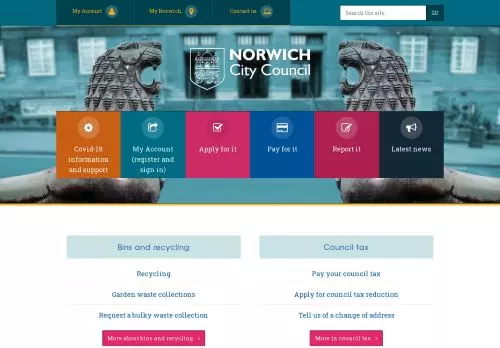 My Account
My Norwich
Contact us
Search the site
GO
NORWICH
City Council
Covid-19:
information
and support
My Account
(register and
sign in)
Apply for it
Pay for it
Report it
Latest news
Bins and recycling
Council tax
Recycling
Pay your council tax
Garden waste collections
Apply for council tax reduction
Request a bulky waste collection
Tell us of a change of address
More about bins and recycling
More in council tax